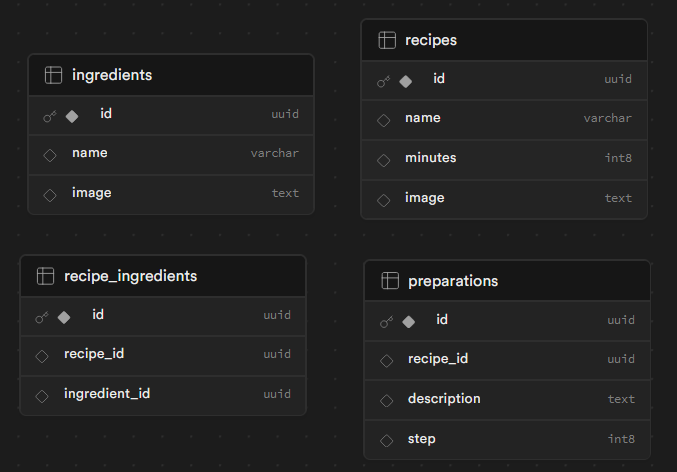 ingredients
id uuid
name varchar
image text
recipes
id uuid
name varchar
minutes int8
image text
recipe_ingredients
id uuid
recipe_id uuid
ingredient_id uuid
preparations
id uuid
recipe_id uuid
description text
step int8